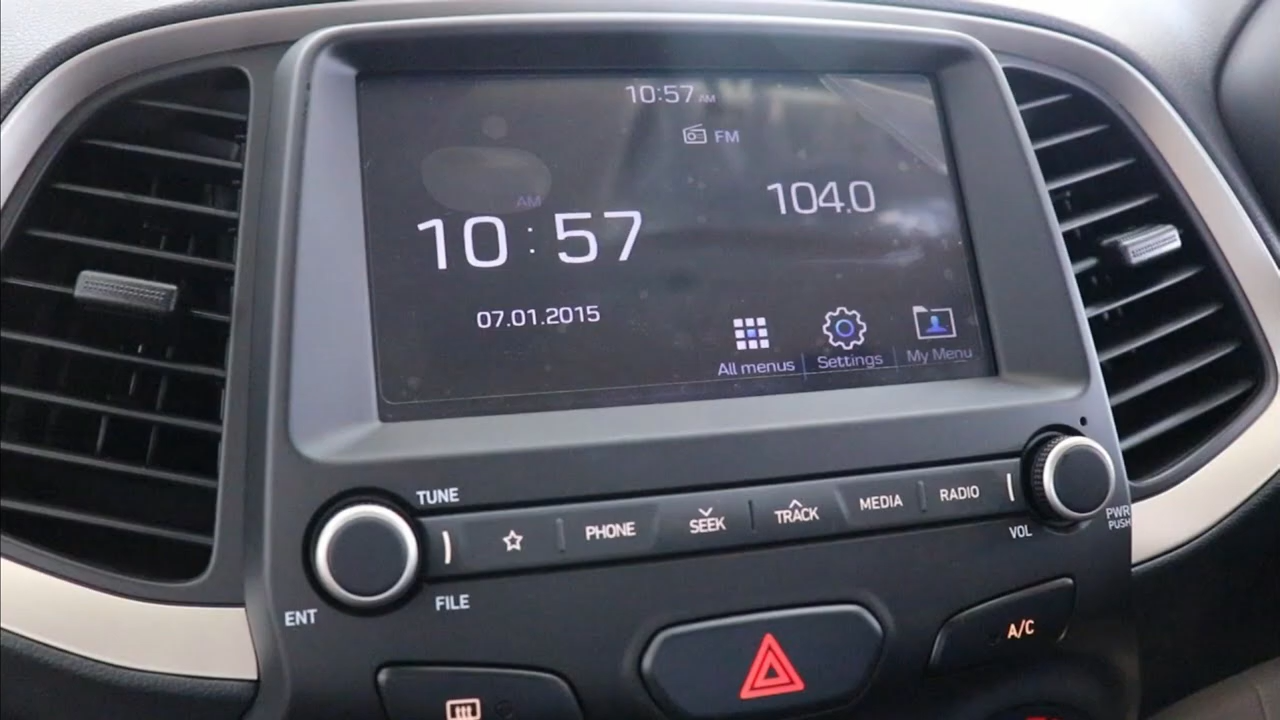 10:57 AM
FM
AM
10:57
104.0
07.01.2015
All menus
Settings
My Menu
TUNE
PHONE
SEEK
TRACK
MEDIA
RADIO
VOL
PWR
PUSH
ENT
FILE
A/C